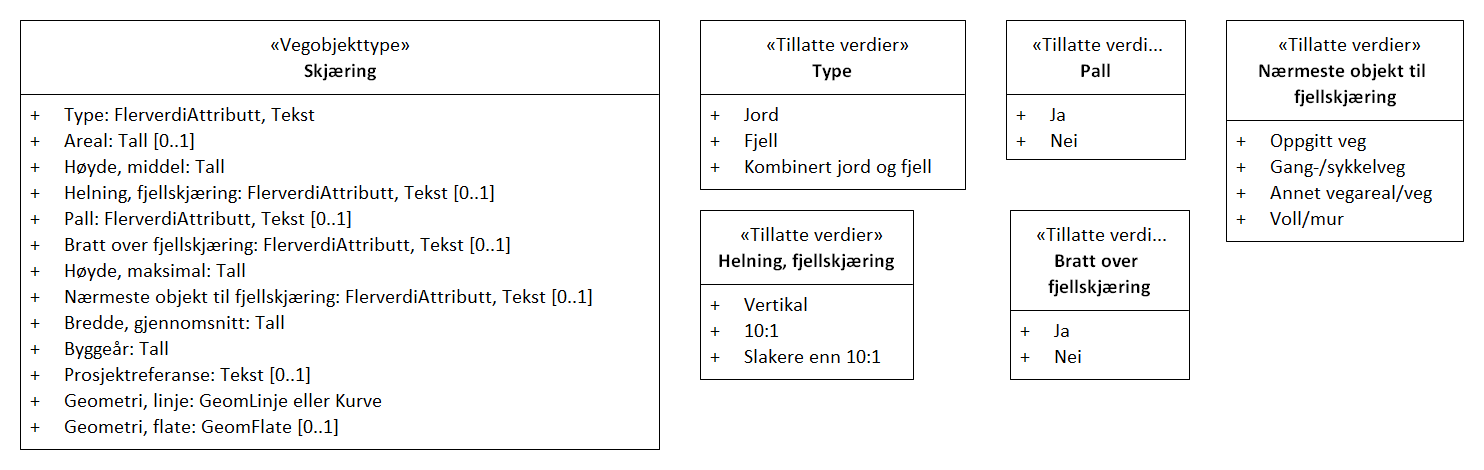 «Vegobjekttype»
Skjæring
+ Type: FlerverdiAttributt, Tekst
+ Areal: Tall [0..1]
+ Høyde, middel: Tall
+ Helning, fjellskjæring: FlerverdiAttributt, Tekst [0..1]
+ Pall: FlerverdiAttributt, Tekst [0..1]
+ Bratt over fjellskjæring: FlerverdiAttributt, Tekst [0..1]
+ Høyde, maksimal: Tall
+ Nærmeste objekt til fjellskjæring: FlerverdiAttributt, Tekst [0..1]
+ Bredde, gjennomsnitt: Tall
+ Byggeår: Tall
+ Prosjektreferanse: Tekst [0..1]
+ Geometri, linje: GeomLinje eller Kurve
+ Geometri, flate: GeomFlate [0..1]
«Tillatte verdier»
Type
+ Jord
+ Fjell
+ Kombinert jord og fjell
«Tillatte verdi...
Pall
+ Ja
+ Nei
«Tillatte verdier»
Nærmeste objekt til
fjellskjæring
+ Oppgitt veg
+ Gang-/sykkelveg
+ Annet vegareal/veg
+ Voll/mur
«Tillatte verdier»
Helning, fjellskjæring
+ Vertikal
+ 10:1
+ Slakere enn 10:1
«Tillatte verdi...
Bratt over
fjellskjæring
+ Ja
+ Nei